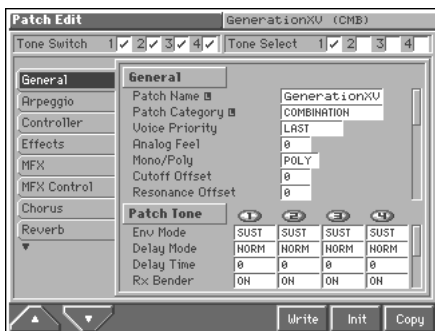 Patch Edit GenerationXV (CMB)
Tone Switch 1 2 3 4 Tone Select 1 2 3 4
General
Arpeggio
Controller
Effects
MFX
MFX Control
Chorus
Reverb
General
Patch Name GenerationXV
Patch Category COMBINATION
Voice Priority LAST
Analog Feel 0
Mono/Poly POLY
Cutoff Offset 0
Resonance Offset 0
Patch Tone 1 2 3 4
Env Mode SUST SUST SUST SUST
Delay Mode NORM NORM NORM NORM
Delay Time 0 0 0 0
Rx Bender ON ON ON ON
Write Init Copy